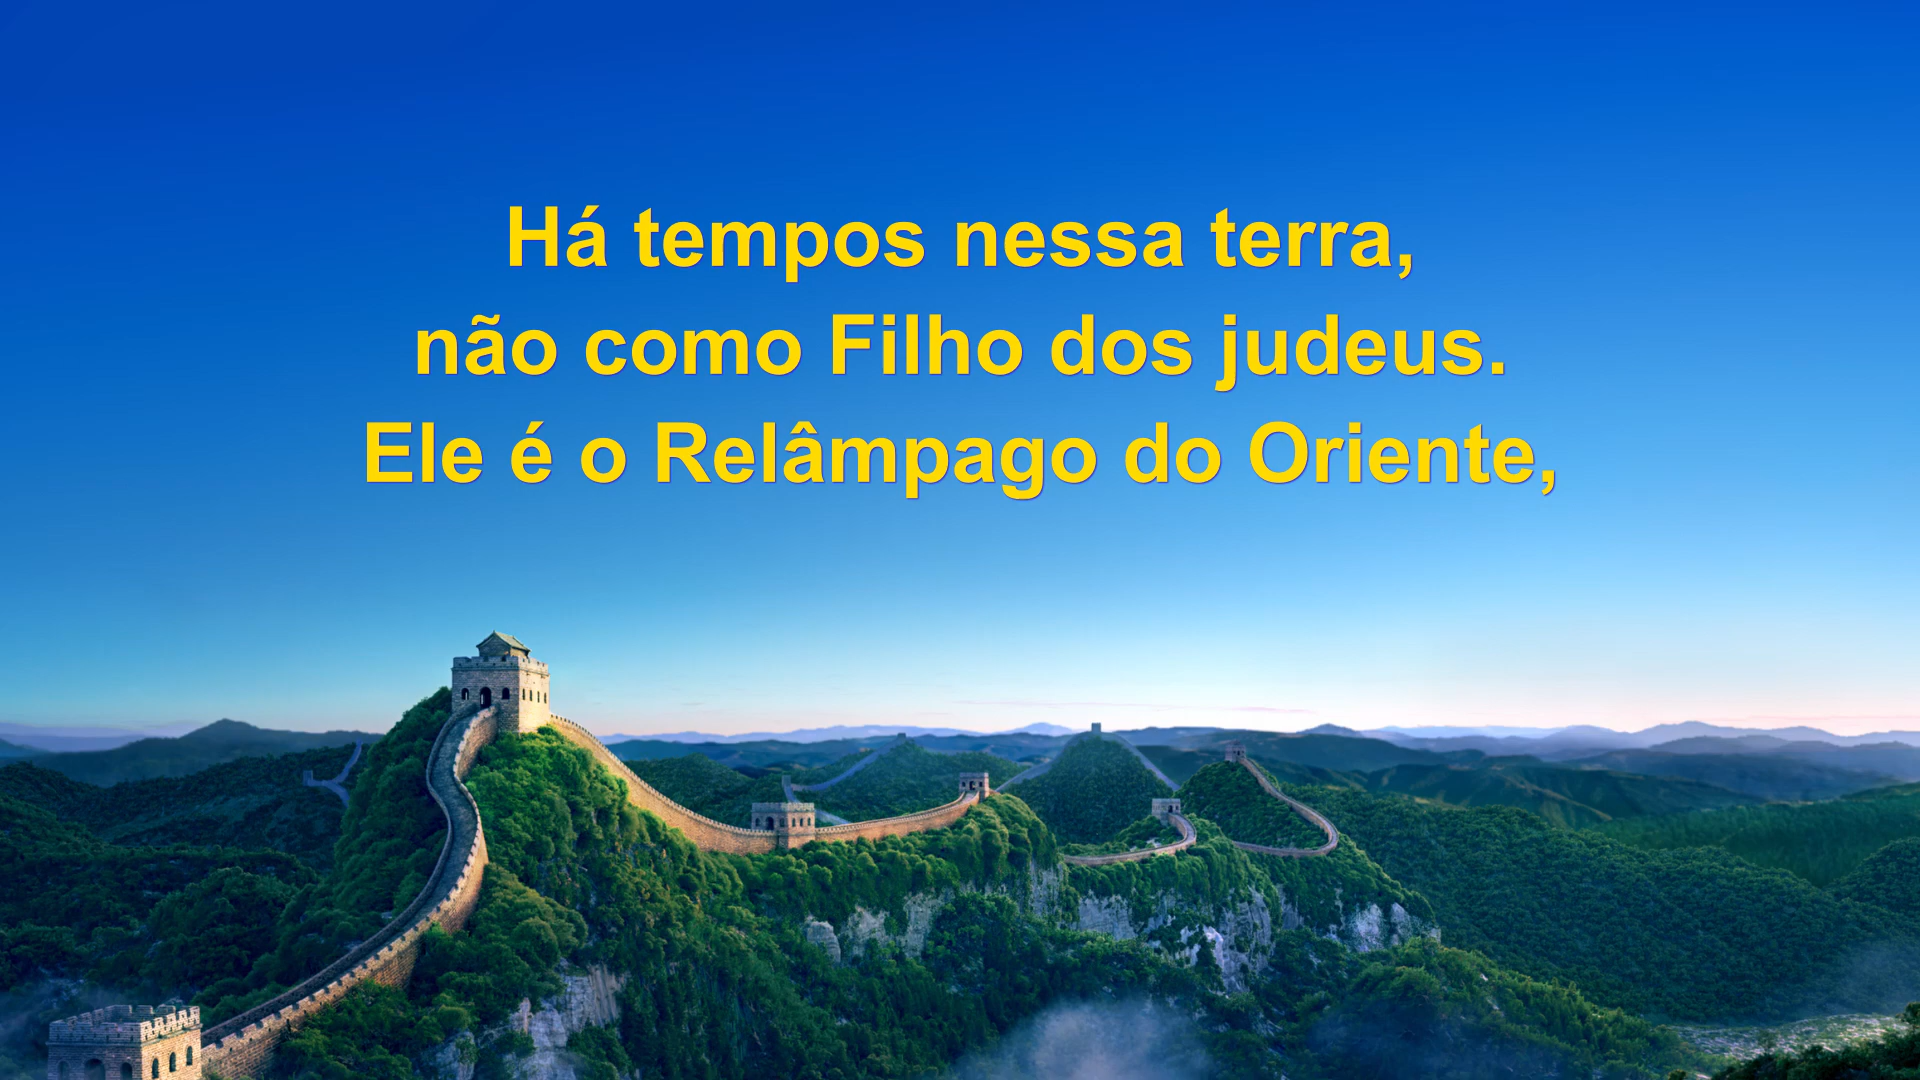 Há tempos nessa terra,
não como Filho dos judeus.
Ele é o Relâmpago do Oriente,